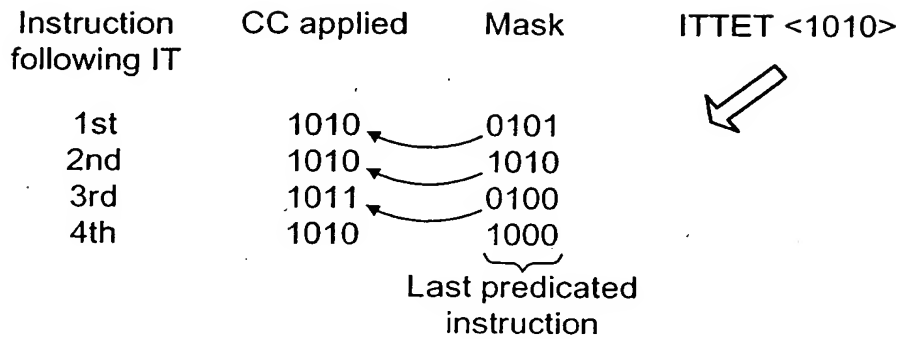 Instruction CC applied Mask ITTET <1010>
following IT
1st 1010 0101
2nd 1010 1010
3rd 1011 0100
4th 1010 1000
Last predicated
instruction